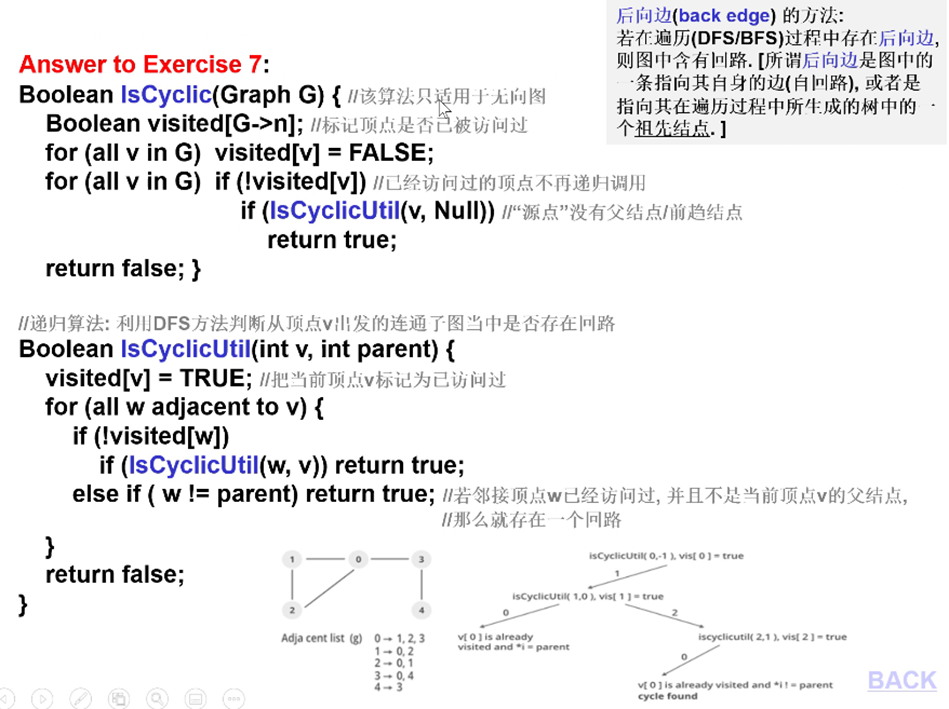 后向边(back edge) 的方法:
若在遍历(DFS/BFS)过程中存在后向边,
则图中含有回路. [所谓后向边是图中的
一条指向其自身的边(自回路), 或者是
指向其在遍历过程中所生成的树中的一
个祖先结点. ]
Answer to Exercise 7:
Boolean IsCyclic(Graph G) { //该算法只适用于无向图
Boolean visited[G->n]; //标记顶点是否已被访问过
for (all v in G) visited[v] = FALSE;
for (all v in G) if (!visited[v]) //已经访问过的顶点不再递归调用
if (IsCyclicUtil(v, Null)) //“源点”没有父结点/前趋结点
return true;
return false; }
//递归算法: 利用DFS方法判断从顶点v出发的连通子图当中是否存在回路
Boolean IsCyclicUtil(int v, int parent) {
visited[v] = TRUE; //把当前顶点v标记为已访问过
for (all w adjacent to v) {
if (!visited[w])
if (IsCyclicUtil(w, v)) return true;
else if ( w != parent) return true; //若邻接顶点w已经访问过, 并且不是当前顶点v的父结点,
//那么就存在一个回路
}
return false;
}
1 0 3
2 4
Adja cent list (g) 0→ 1, 2, 3
1→ 0, 2
2→ 0, 1
3→ 0, 4
4→ 3
isCyclicUtil( 0,-1 ), vis[ 0 ] = true
1
isCyclicUtil( 1,0 ), vis[ 1 ] = true
0 2
v[ 0 ] is already
visited and *i = parent
iscyclicutil( 2,1 ), vis[ 2 ] = true
0
v[ 0 ] is already visited and *i ! = parent
cycle found
BACK